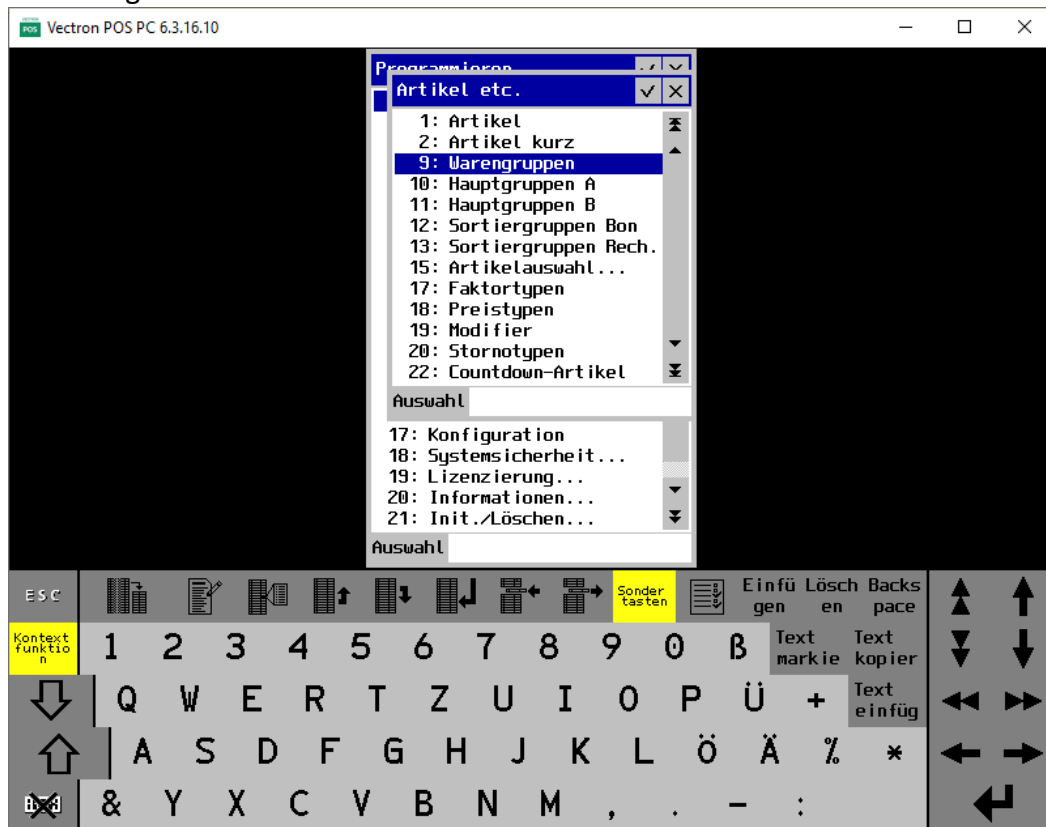 POS Vectron POS PC 6.3.16.10
Programmieren
Artikel etc.
1: Artikel
2: Artikel kurz
9: Warengruppen
10: Hauptgruppen A
11: Hauptgruppen B
12: Sortiergruppen Bon
13: Sortiergruppen Rech.
15: Artikelauswahl...
17: Faktortypen
18: Preistypen
19: Modifier
20: Stornotypen
22: Countdown-Artikel
Auswahl
17: Konfiguration
18: Systemsicherheit...
19: Lizenzierung...
20: Informationen...
21: Init./Löschen...
Auswahl
ESC
Sonder
tasten
Einfü Lösch Backs
gen en pace
Kontext
funktio
n
1 2 3 4 5 6 7 8 9 0 ß
Text Text
markie kopier
Q W E R T Z U I O P Ü +
Text
einfüg
A S D F G H J K L Ö Ä % *
& Y X C V B N M , . - :